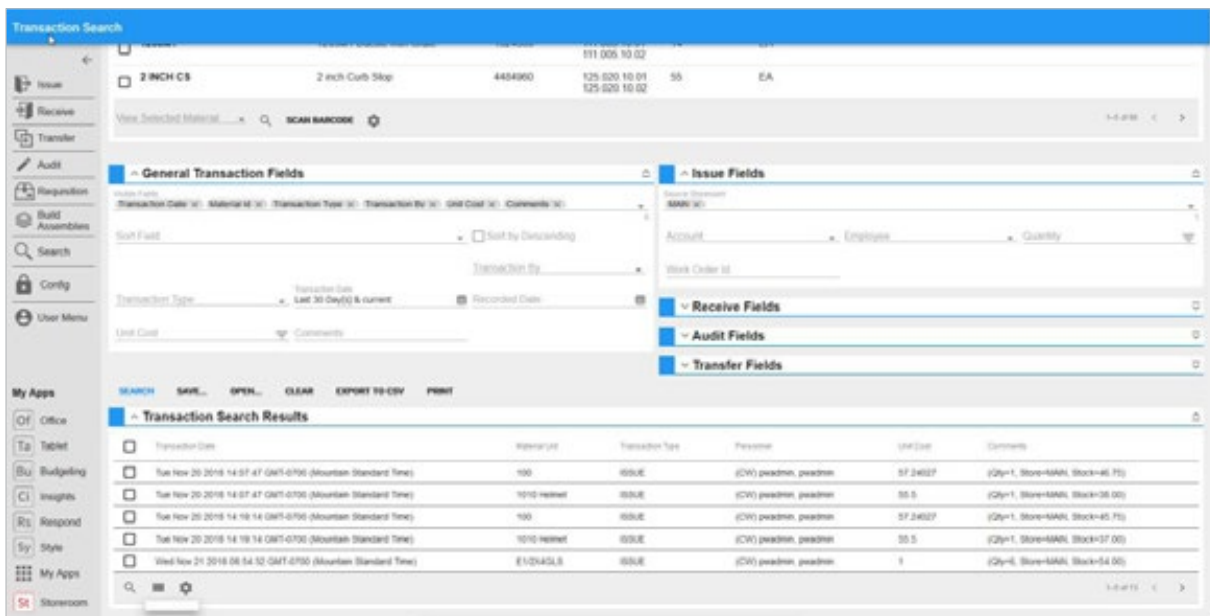 Transaction Search
Issue
Receive
Transfer
Audit
Requisition
Build
Assemblies
Search
Config
User Menu
My Apps
Of Office
Ta Tablet
Bu Budgeting
Ci Insights
Rs Respond
Sy Style
My Apps
St Storeroom
111.005.10.02
2 INCH CS 2 inch Curb Stop 4484960 125.020.10.01 55 EA
125.020.10.02
View Selected Material SCAN BARCODE
General Transaction Fields
Visible Fields
Transaction Date Material Id Transaction Type Transaction By Unit Cost Comments
Sort Field Sort by Descending
Transaction By
Transaction Date
Transaction Type Last 30 Day(s) & current Recorded Date
Unit Cost Comments
Issue Fields
MAIN
Account Employee Quantity
Work Order Id
Receive Fields
Audit Fields
Transfer Fields
SEARCH SAVE... OPEN... CLEAR EXPORT TO CSV PRINT
Transaction Search Results
Transaction Date Material Uid Transaction Type Personnel Unit Cost Comments
Tue Nov 20 2018 14:07:47 GMT-0700 (Mountain Standard Time) 100 ISSUE (CW) pwadmin, pwadmin 57.24027 (Qty=1, Store=MAIN, Stock=46.75)
Tue Nov 20 2018 14:07:47 GMT-0700 (Mountain Standard Time) 1010 Helmet ISSUE (CW) pwadmin, pwadmin 55.5 (Qty=1, Store=MAIN, Stock=38.00)
Tue Nov 20 2018 14:19:14 GMT-0700 (Mountain Standard Time) 100 ISSUE (CW) pwadmin, pwadmin 57.24027 (Qty=1, Store=MAIN, Stock=45.75)
Tue Nov 20 2018 14:19:14 GMT-0700 (Mountain Standard Time) 1010 Helmet ISSUE (CW) pwadmin, pwadmin 55.5 (Qty=1, Store=MAIN, Stock=37.00)
Wed Nov 21 2018 08:54:32 GMT-0700 (Mountain Standard Time) ISSUE (CW) pwadmin, pwadmin 1 (Qty=6, Store=MAIN, Stock=54.00)